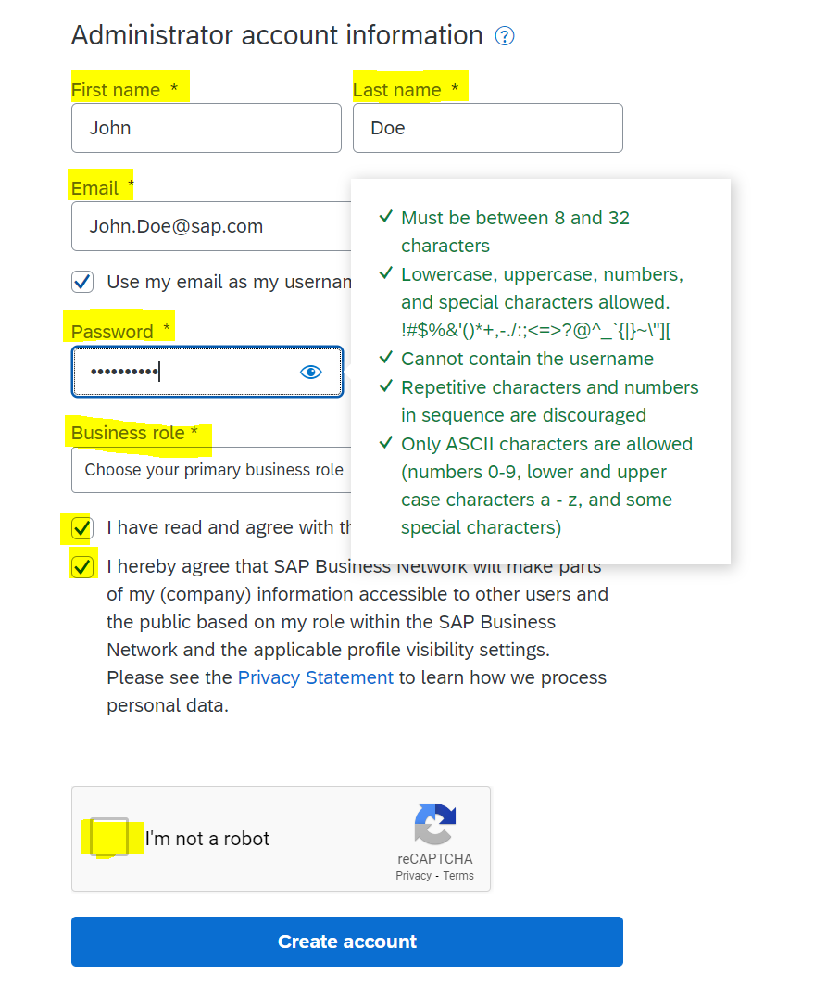 Administrator account information ?
First name *
Last name *
John
Doe
Email *
John.Doe@sap.com
Use my email as my usernam
Password *
••••••••••
Business role *
Choose your primary business role
Must be between 8 and 32
characters
Lowercase, uppercase, numbers,
and special characters allowed.
!#$%&'()*+,-./:;<=>?@^_`{|}~\"][
Cannot contain the username
Repetitive characters and numbers
in sequence are discouraged
Only ASCII characters are allowed
(numbers 0-9, lower and upper
case characters a - z, and some
special characters)
I have read and agree with th
I hereby agree that SAP Business Network will make parts
of my (company) information accessible to other users and
the public based on my role within the SAP Business
Network and the applicable profile visibility settings.
Please see the Privacy Statement to learn how we process
personal data.
I'm not a robot
reCAPTCHA
Privacy - Terms
Create account